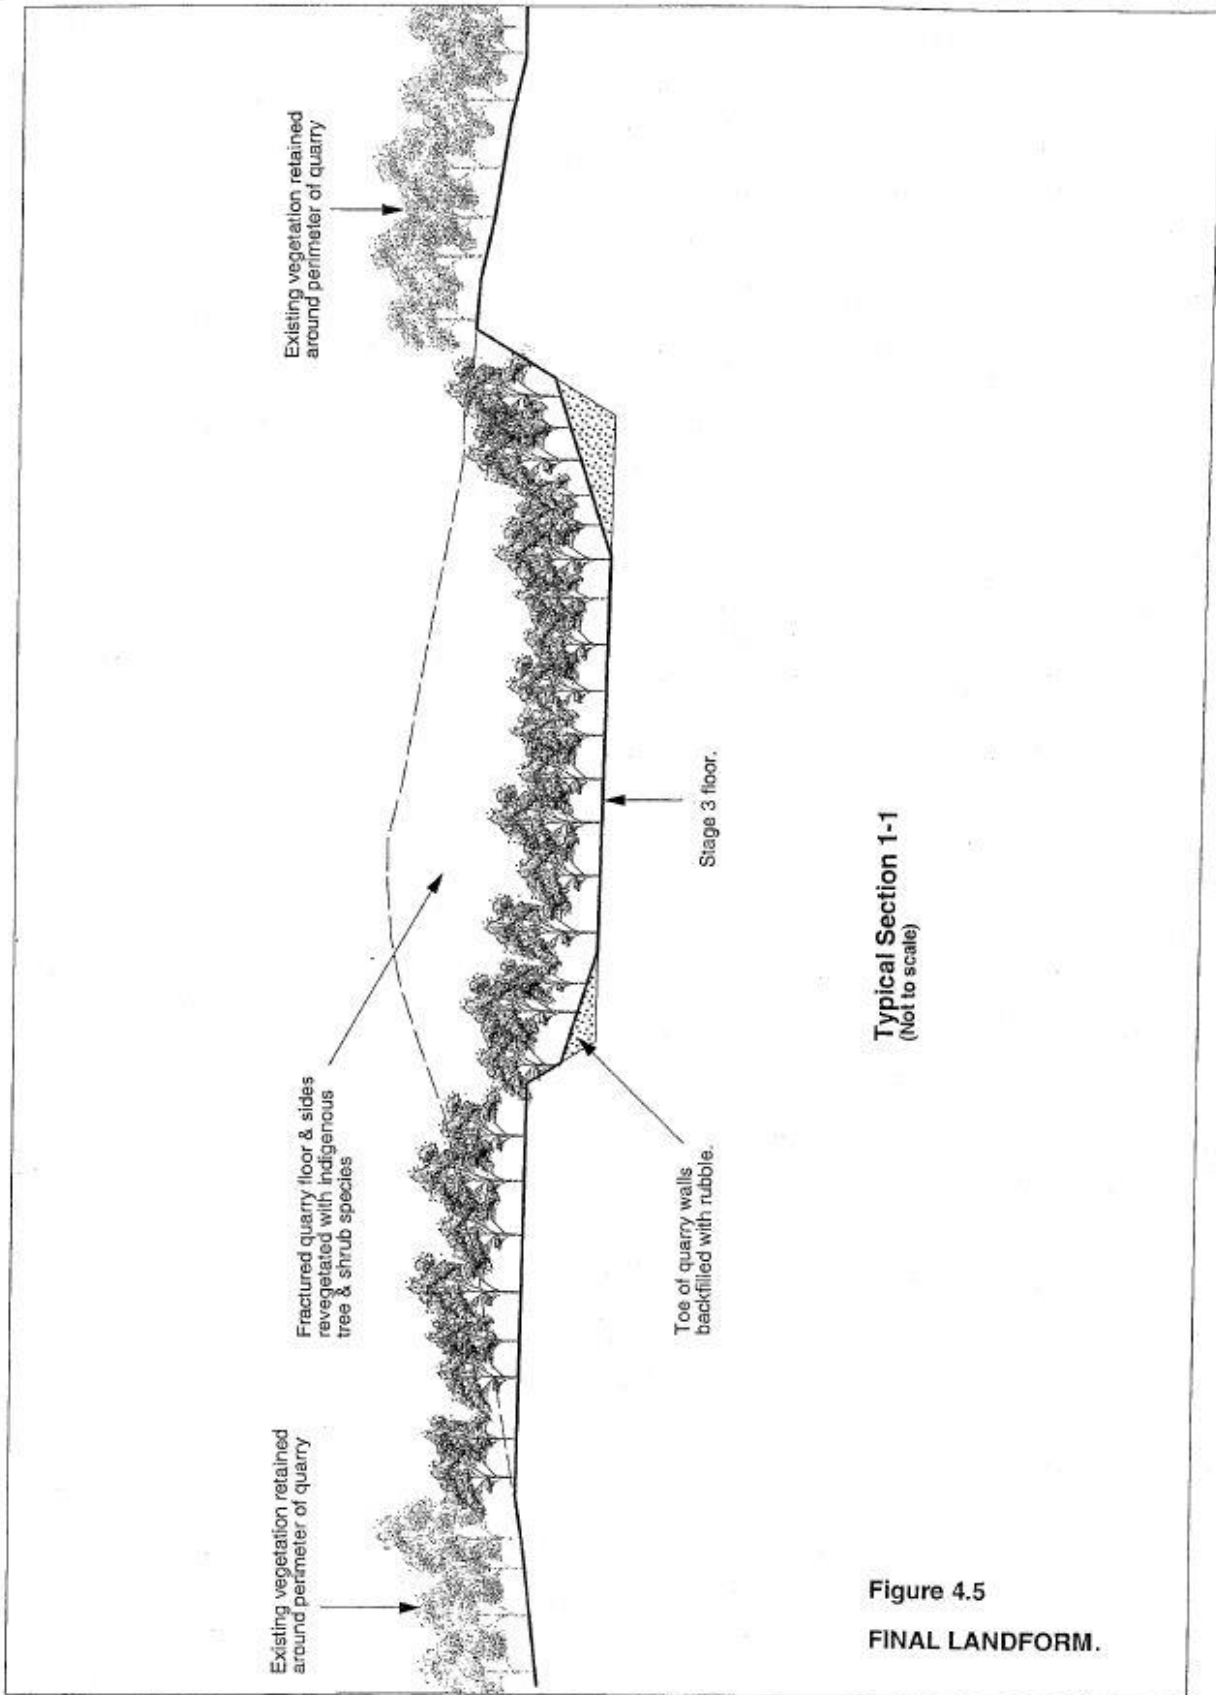 Existing vegetation retained
around perimeter of quarry
Fractured quarry floor & sides
revegetated with indigenous
tree & shrub species
Existing vegetation retained
around perimeter of quarry
Toe of quarry walls
backfilled with rubble.
Stage 3 floor.
Typical Section 1-1
(Not to scale)
Figure 4.5
FINAL LANDFORM.